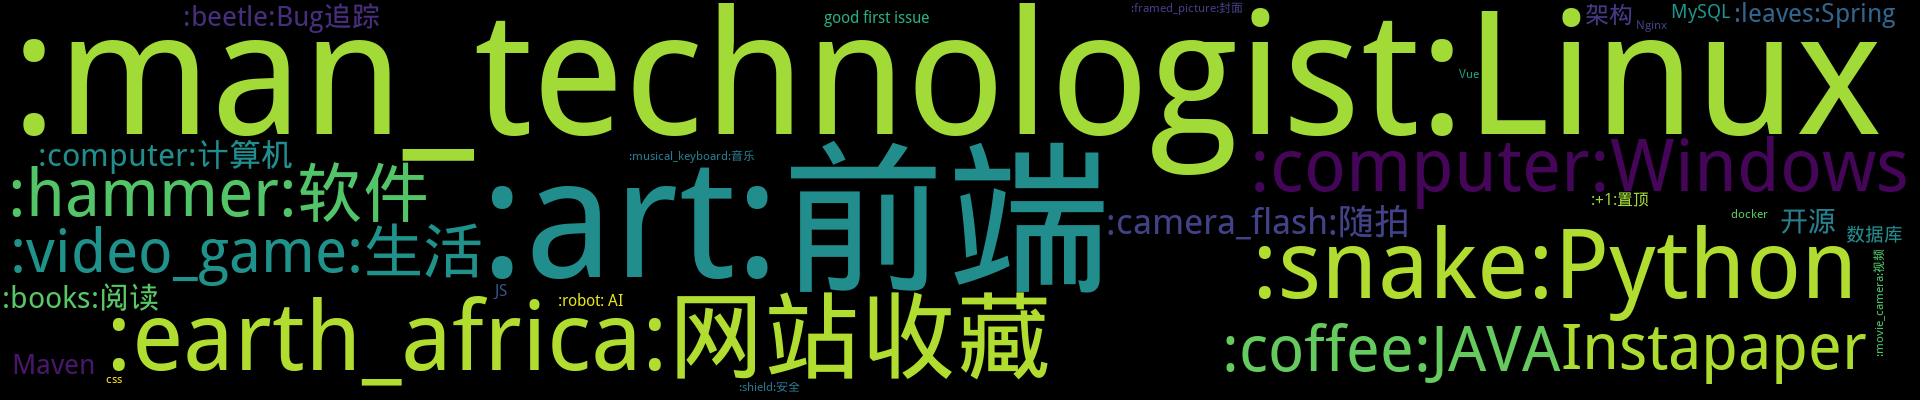 :beetle:Bug追踪
good first issue
:framed_picture:封面
架构
Nginx
MySQL
:leaves:Spring
:man_technologist:Linux
Vue
:computer:计算机
:musical_keyboard:音乐
:computer:Windows
:hammer:软件
:art:前端
:+1:置顶
:camera_flash:随拍
docker
开源
数据库
:video_game:生活
:snake:Python
:movie_camera:视频
:books:阅读
JS
:robot: AI
:earth_africa:网站收藏
:coffee:JAVA
Instapaper
Maven
css
:shield:安全